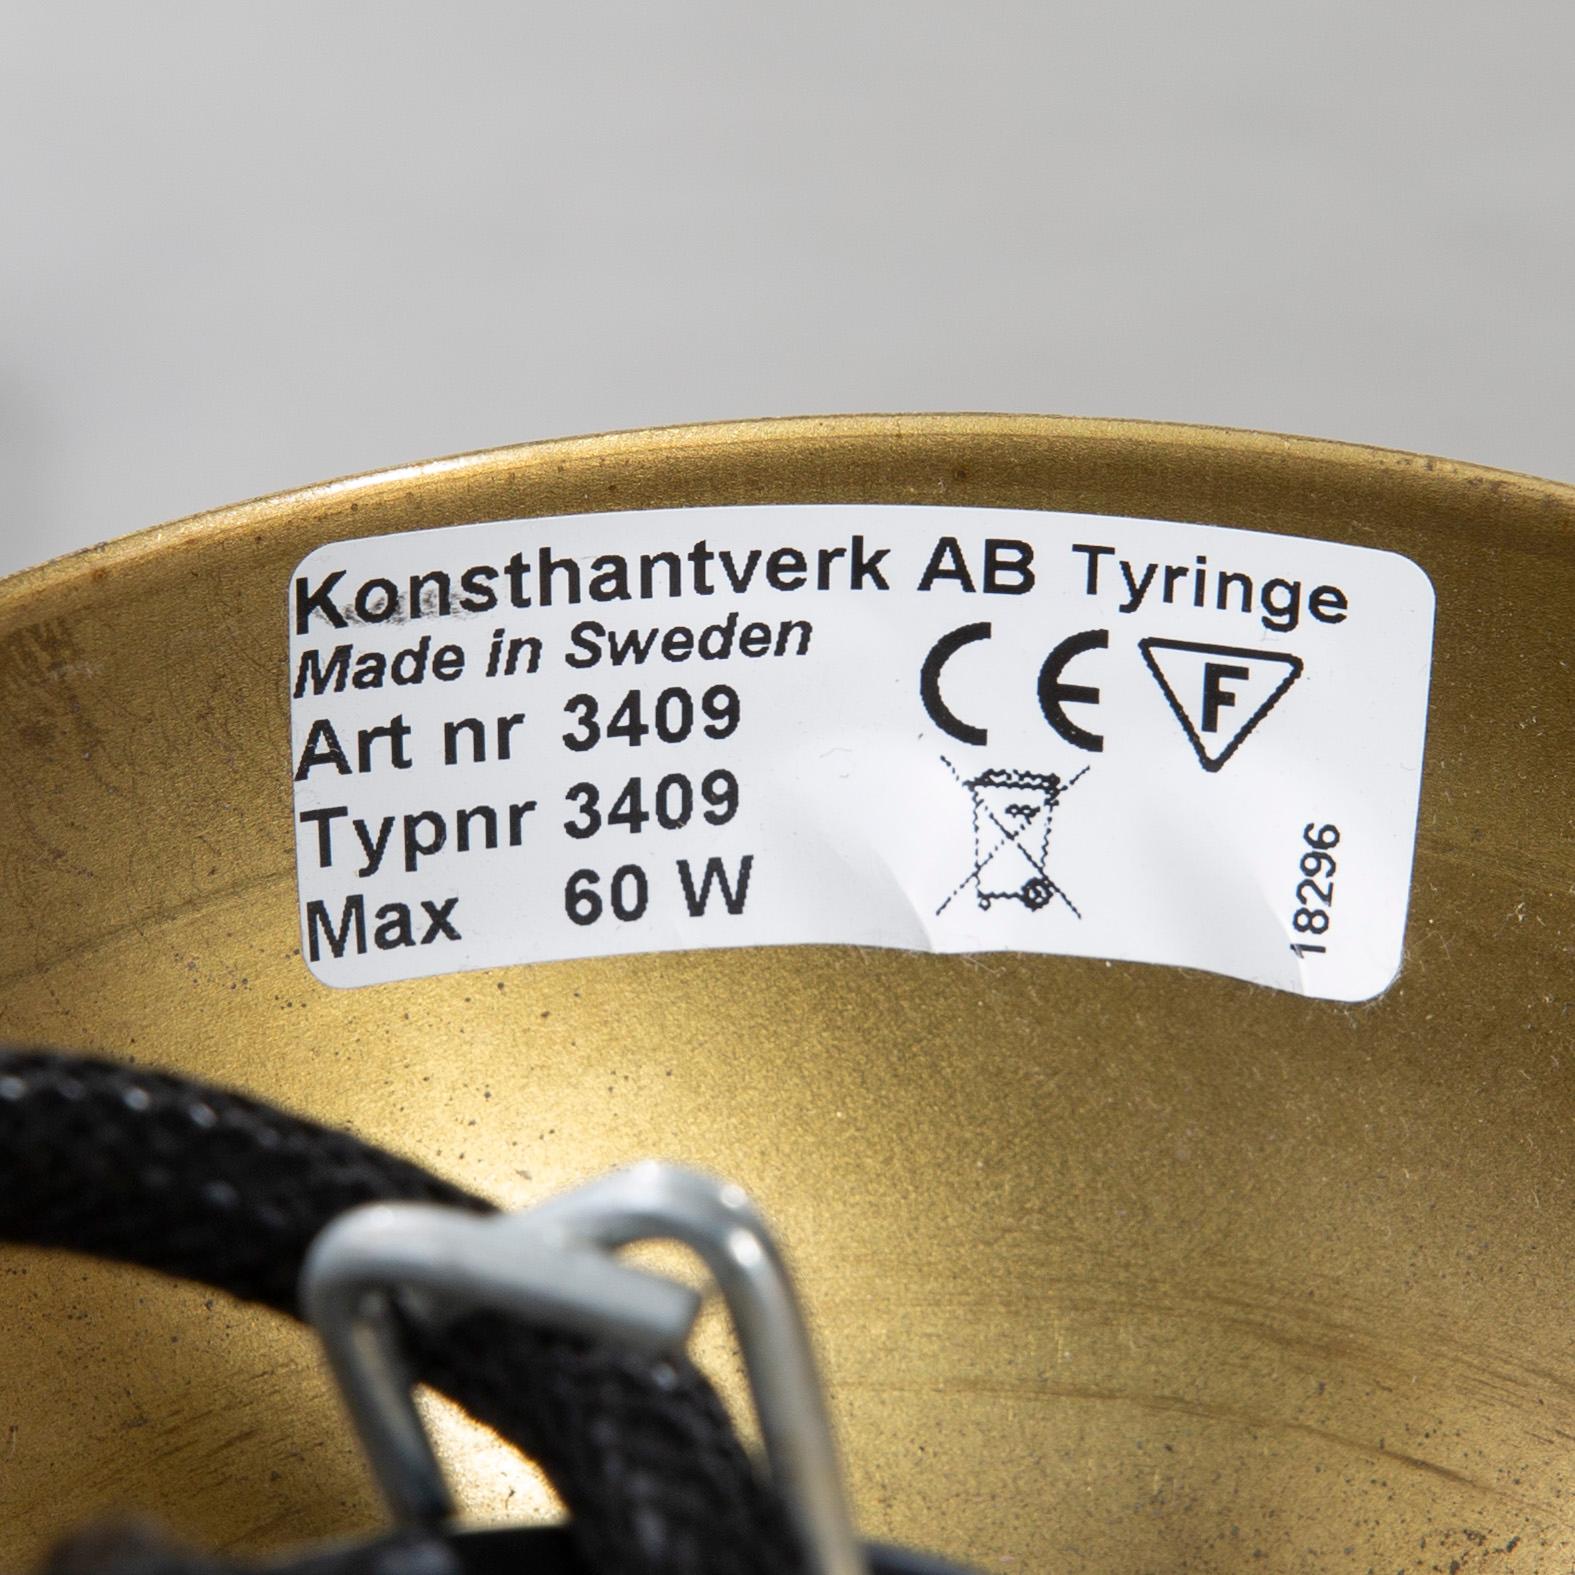 Konsthantverk AB Tyringe
Made in Sweden
Art nr 3409
Typnr 3409
Max 60 W
CE
F
18296